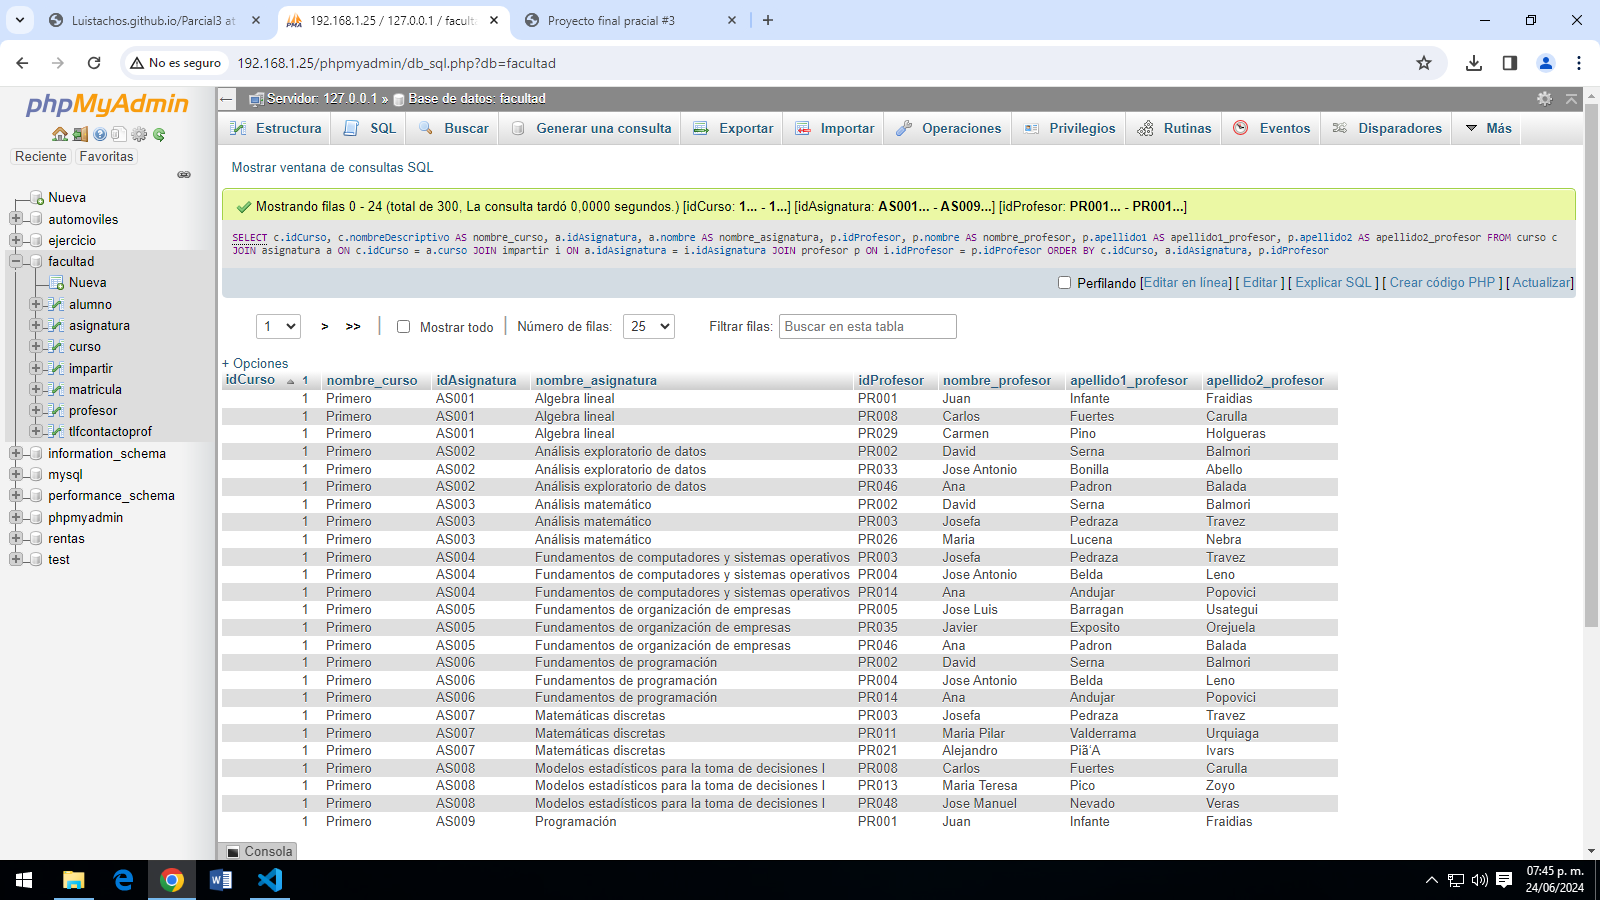 Luistachos.github.io/Parcial3 at
192.168.1.25 / 127.0.0.1 / faculta
Proyecto final pracial #3
No es seguro
192.168.1.25/phpmyadmin/db_sql.php?db=facultad
phpMyAdmin
Reciente
Favoritas
Nueva
automoviles
ejercicio
facultad
Nueva
alumno
asignatura
curso
impartir
matricula
profesor
tlfcontactoprof
information_schema
mysql
performance_schema
phpmyadmin
rentas
test
Servidor: 127.0.0.1 » Base de datos: facultad
Estructura SQL Buscar Generar una consulta Exportar Importar Operaciones Privilegios Rutinas Eventos Disparadores Más
Mostrar ventana de consultas SQL
Mostrando filas 0 - 24 (total de 300, La consulta tardó 0,0000 segundos.) [idCurso: 1... - 1...] [idAsignatura: AS001... - AS009...] [idProfesor: PR001... - PR001...]
SELECT c.idCurso, c.nombreDescriptivo AS nombre_curso, a.idAsignatura, a.nombre AS nombre_asignatura, p.idProfesor, p.nombre AS nombre_profesor, p.apellido1 AS apellido1_profesor, p.apellido2 AS apellido2_profesor FROM curso c
JOIN asignatura a ON c.idCurso = a.curso JOIN impartir i ON a.idAsignatura = i.idAsignatura JOIN profesor p ON i.idProfesor = p.idProfesor ORDER BY c.idCurso, a.idAsignatura, p.idProfesor
Perfilando [Editar en línea] [ Editar ] [ Explicar SQL ] [ Crear código PHP ] [ Actualizar]
1 > >> | Mostrar todo | Número de filas: 25 Filtrar filas: Buscar en esta tabla
+ Opciones
idCurso 1 nombre_curso idAsignatura nombre_asignatura idProfesor nombre_profesor apellido1_profesor apellido2_profesor
1 Primero AS001 Algebra lineal PR001 Juan Infante Fraidias
1 Primero AS001 Algebra lineal PR008 Carlos Fuertes Carulla
1 Primero AS001 Algebra lineal PR029 Carmen Pino Holgueras
1 Primero AS002 Análisis exploratorio de datos PR002 David Serna Balmori
1 Primero AS002 Análisis exploratorio de datos PR033 Jose Antonio Bonilla Abello
1 Primero AS002 Análisis exploratorio de datos PR046 Ana Padron Balada
1 Primero AS003 Análisis matemático PR002 David Serna Balmori
1 Primero AS003 Análisis matemático PR003 Josefa Pedraza Travez
1 Primero AS003 Análisis matemático PR026 Maria Lucena Nebra
1 Primero AS004 Fundamentos de computadores y sistemas operativos PR003 Josefa Pedraza Travez
1 Primero AS004 Fundamentos de computadores y sistemas operativos PR004 Jose Antonio Belda Leno
1 Primero AS004 Fundamentos de computadores y sistemas operativos PR014 Ana Andujar Popovici
1 Primero AS005 Fundamentos de organización de empresas PR005 Jose Luis Barragan Usategui
1 Primero AS005 Fundamentos de organización de empresas PR035 Javier Exposito Orejuela
1 Primero AS005 Fundamentos de organización de empresas PR046 Ana Padron Balada
1 Primero AS006 Fundamentos de programación PR002 David Serna Balmori
1 Primero AS006 Fundamentos de programación PR004 Jose Antonio Belda Leno
1 Primero AS006 Fundamentos de programación PR014 Ana Andujar Popovici
1 Primero AS007 Matemáticas discretas PR003 Josefa Pedraza Travez
1 Primero AS007 Matemáticas discretas PR011 Maria Pilar Valderrama Urquiaga
1 Primero AS007 Matemáticas discretas PR021 Alejandro Piã‘A Ivars
1 Primero AS008 Modelos estadísticos para la toma de decisiones I PR008 Carlos Fuertes Carulla
1 Primero AS008 Modelos estadísticos para la toma de decisiones I PR013 Maria Teresa Pico Zoyo
1 Primero AS008 Modelos estadísticos para la toma de decisiones I PR048 Jose Manuel Nevado Veras
1 Primero AS009 Programación PR001 Juan Infante Fraidias
Consola
07:45 p. m.
24/06/2024